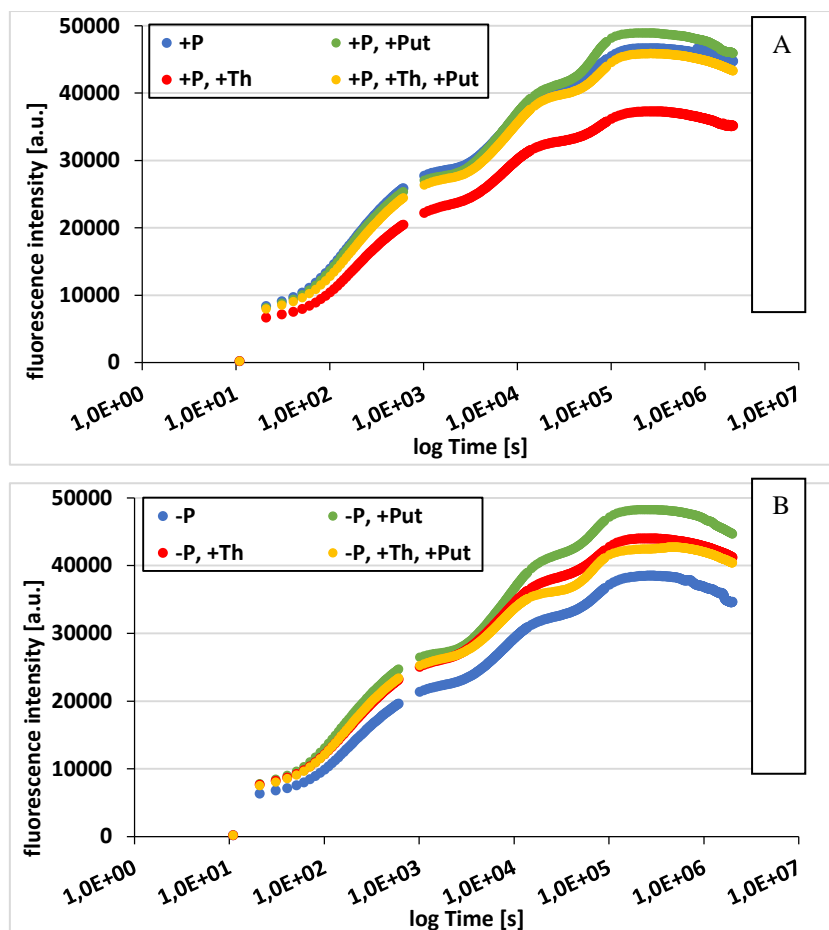 A
fluorescence intensity [a.u.]
50000
40000
30000
20000
10000
0
+P
+P, +Put
+P, +Th
+P, +Th, +Put
1,0E+00
1,0E+01
1,0E+02
1,0E+03
1,0E+04
1,0E+05
1,0E+06
1,0E+07
log Time [s]
B
fluorescence intensity [a.u.]
50000
40000
30000
20000
10000
0
-P
-P, +Put
-P, +Th
-P, +Th, +Put
1,0E+00
1,0E+01
1,0E+02
1,0E+03
1,0E+04
1,0E+05
1,0E+06
1,0E+07
log Time [s]